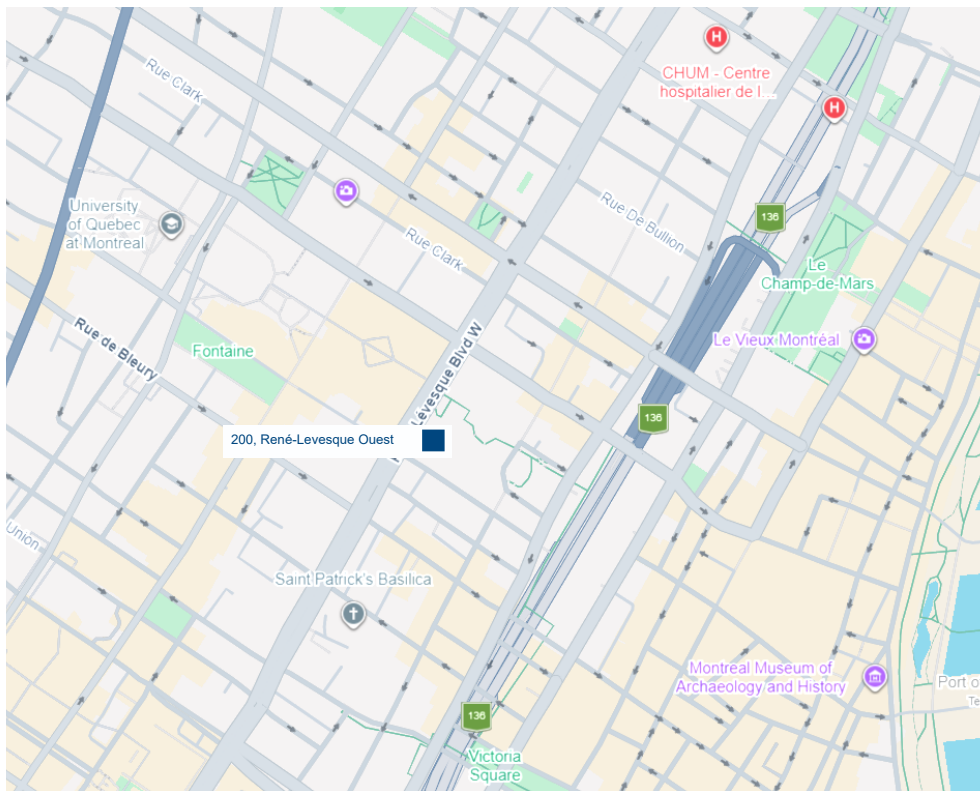 CHUM - Centre
hospitalier de l...
Rue Clark
University
of Quebec
at Montreal
Rue De Bullion
136
Rue Clark
Le
Champ-de-Mars
Le Vieux Montréal
Rue de Bleury
Fontaine
Lévesque Blvd W
136
200, René-Levesque Ouest
Union
Saint Patrick's Basilica
Montreal Museum of
Archaeology and History
Port o
Te
136
Victoria
Square
H
H